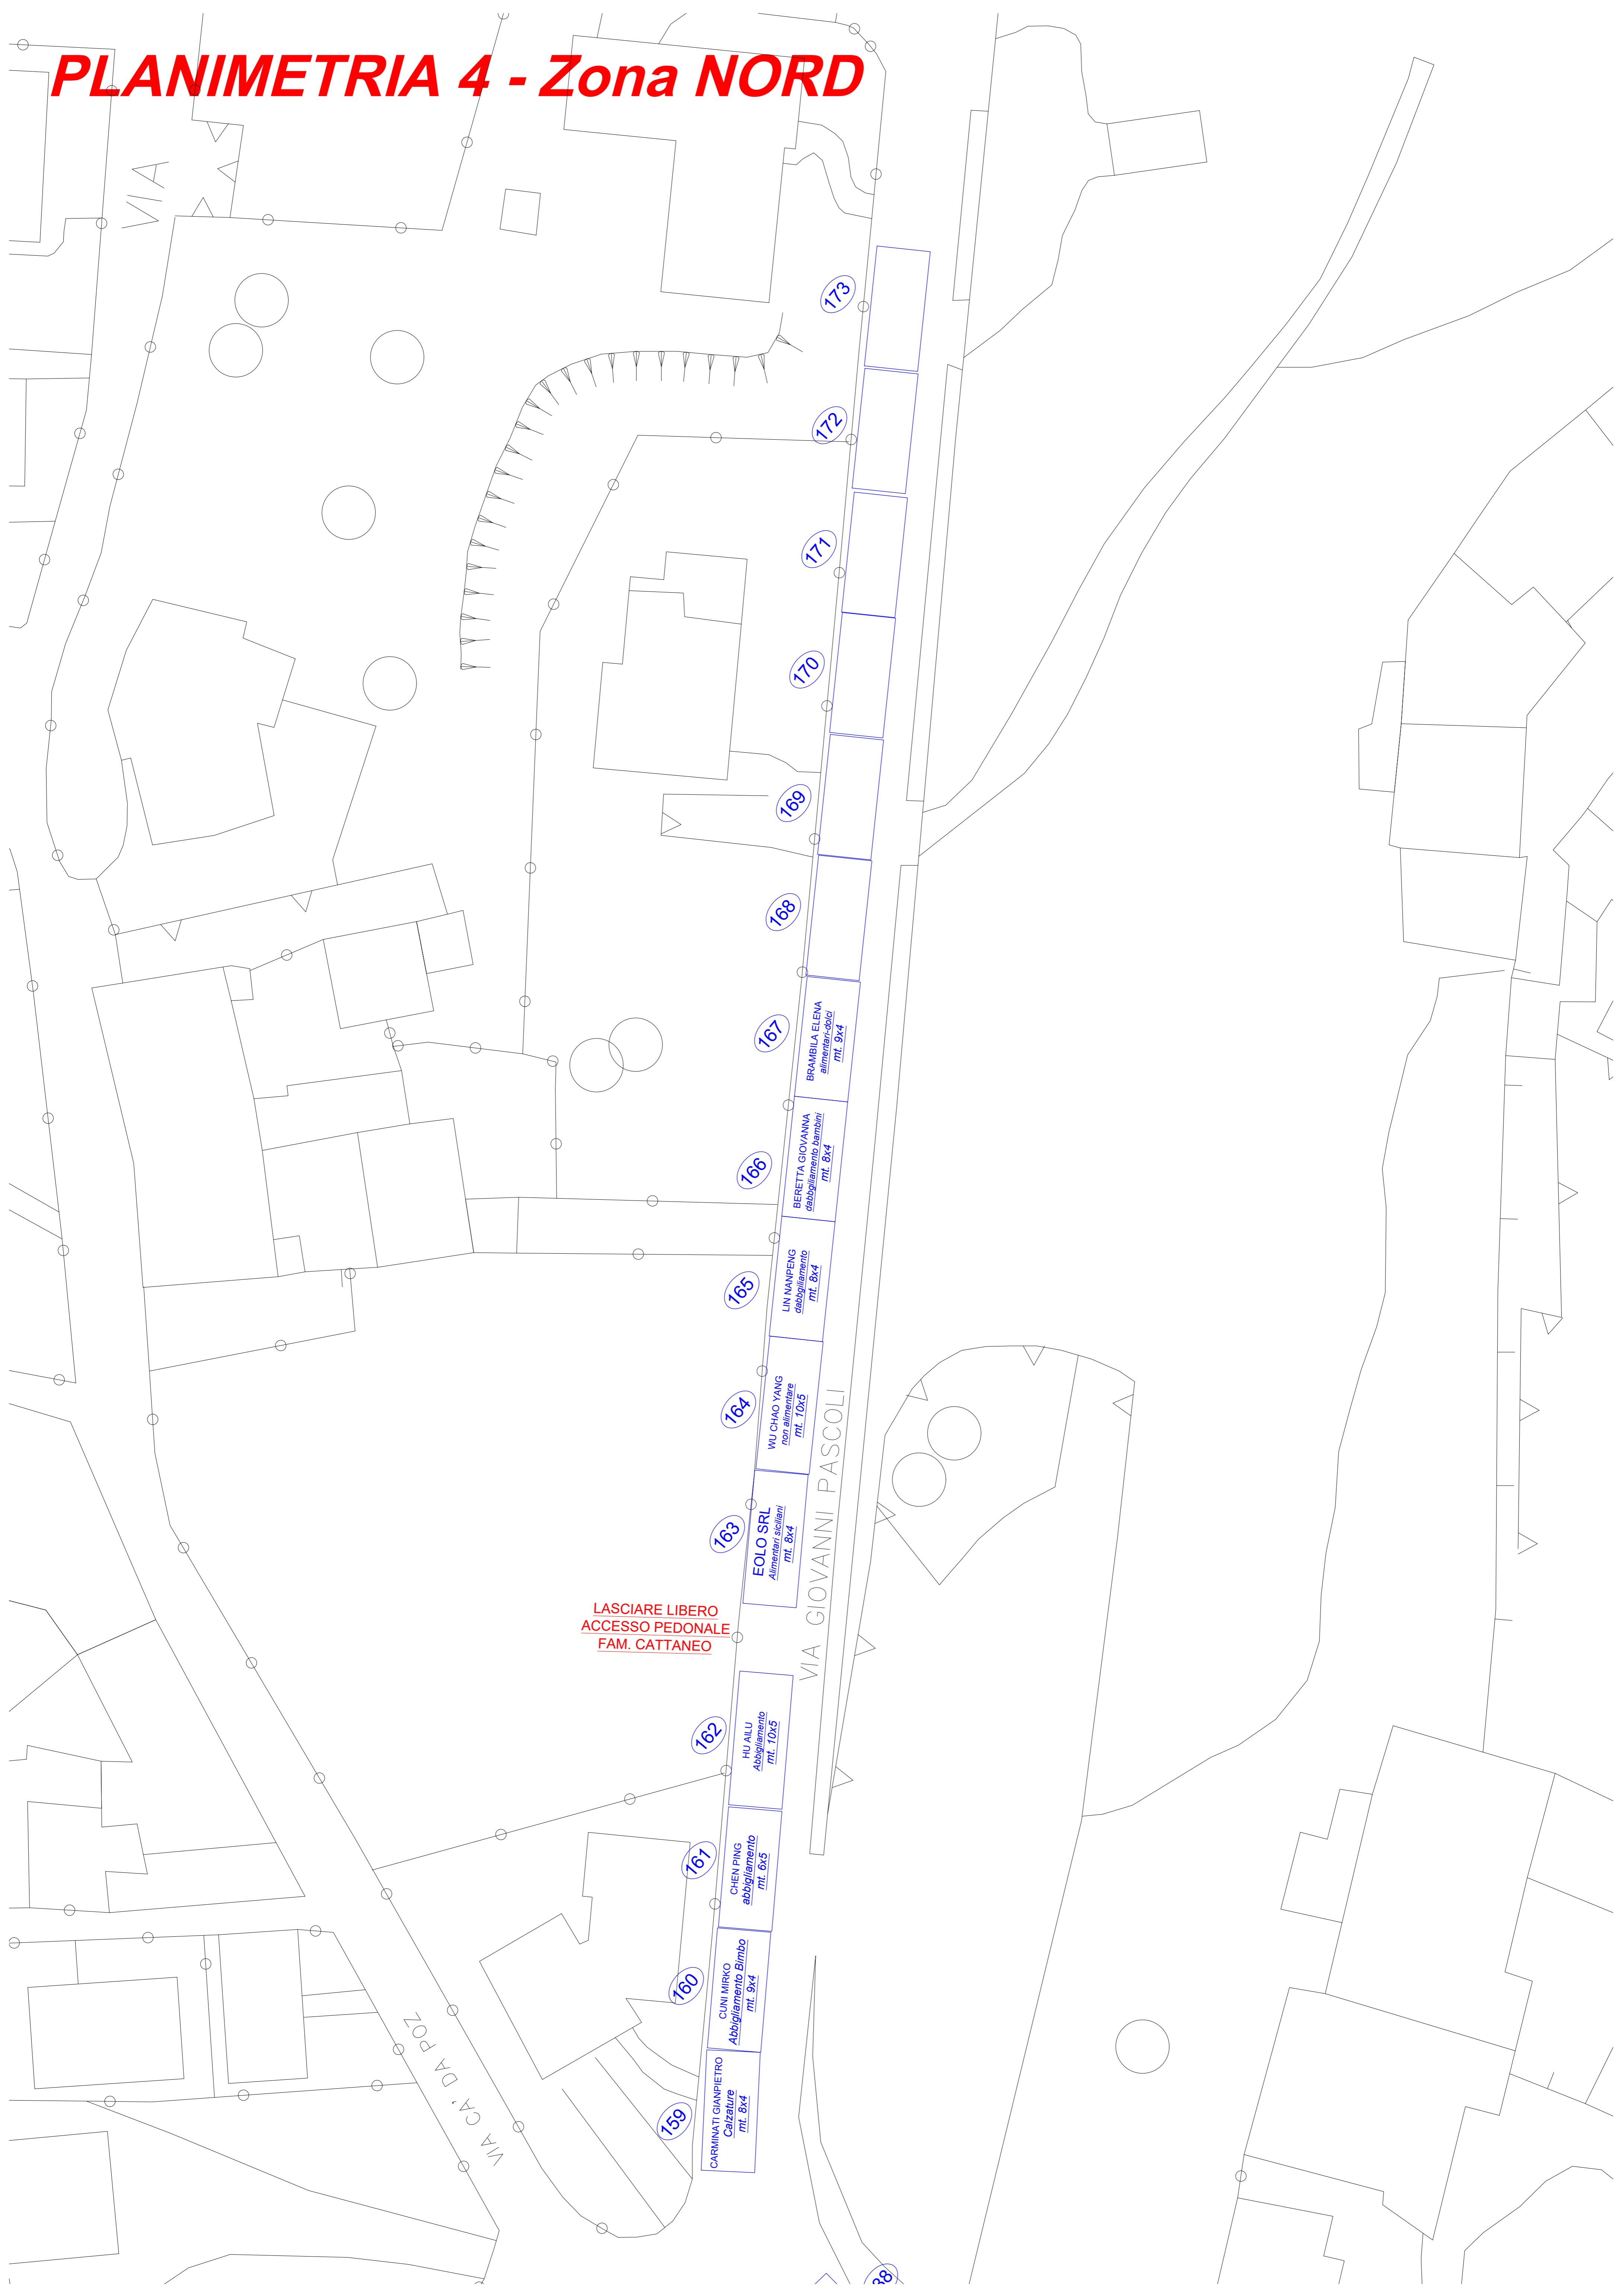 PLANIMETRIA 4 - Zona NORD
VIA
173
172
171
170
169
168
167
BRAMBILA ELENA
alimentari-dolci
mt. 9x4
166
BERETTA GIOVANNA
dabbgiliamento bambini
mt. 8x4
165
LIN NANPENG
dabbgiliamento
mt. 8x4
164
WU CHAO YANG
non alimentare
mt. 10x5
163
EOLO SRL
Alimentari siciliani
mt. 8x4
VIA GIOVANNI PASCOLI
LASCIARE LIBERO
ACCESSO PEDONALE
FAM. CATTANEO
162
HU AILU
Abbigliamento
mt. 10x5
161
CHEN PING
abbigliamento
mt. 6x5
160
CUNI MIRKO
Abbigliamento Bimbo
mt. 9x4
159
CARMINATI GIANPIETRO
Calzature
mt. 8x4
VIA CA' DA POZ